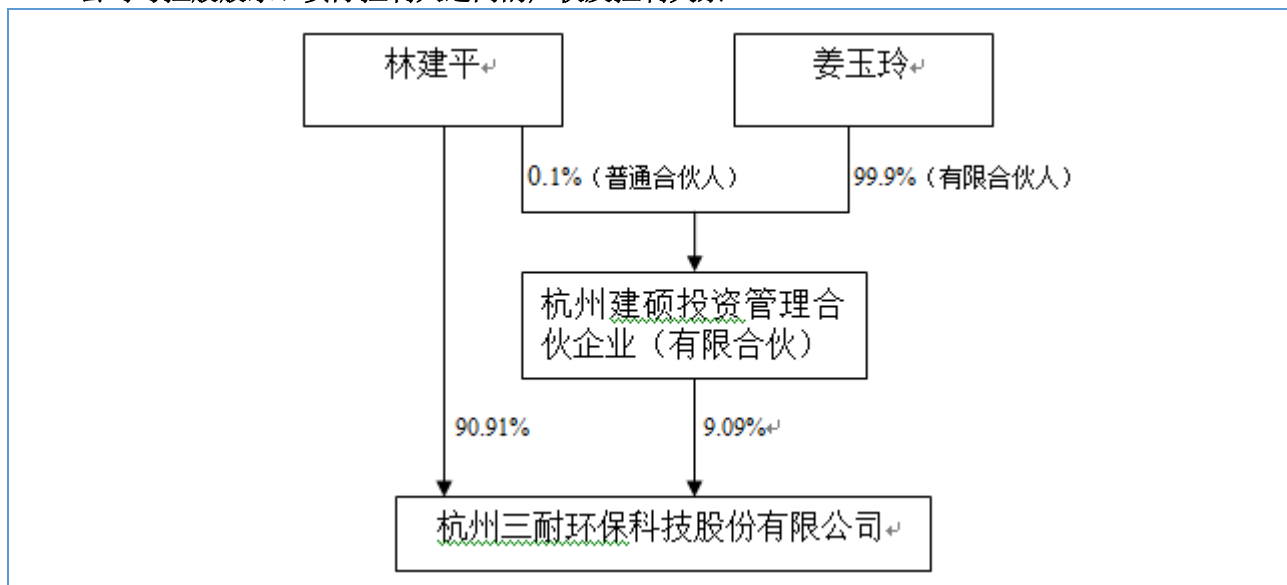 林建平
姜玉玲
0.1%（普通合伙人）
99.9%（有限合伙人）
杭州建硕投资管理合
伙企业（有限合伙）
90.91%
9.09%
杭州三耐环保科技股份有限公司